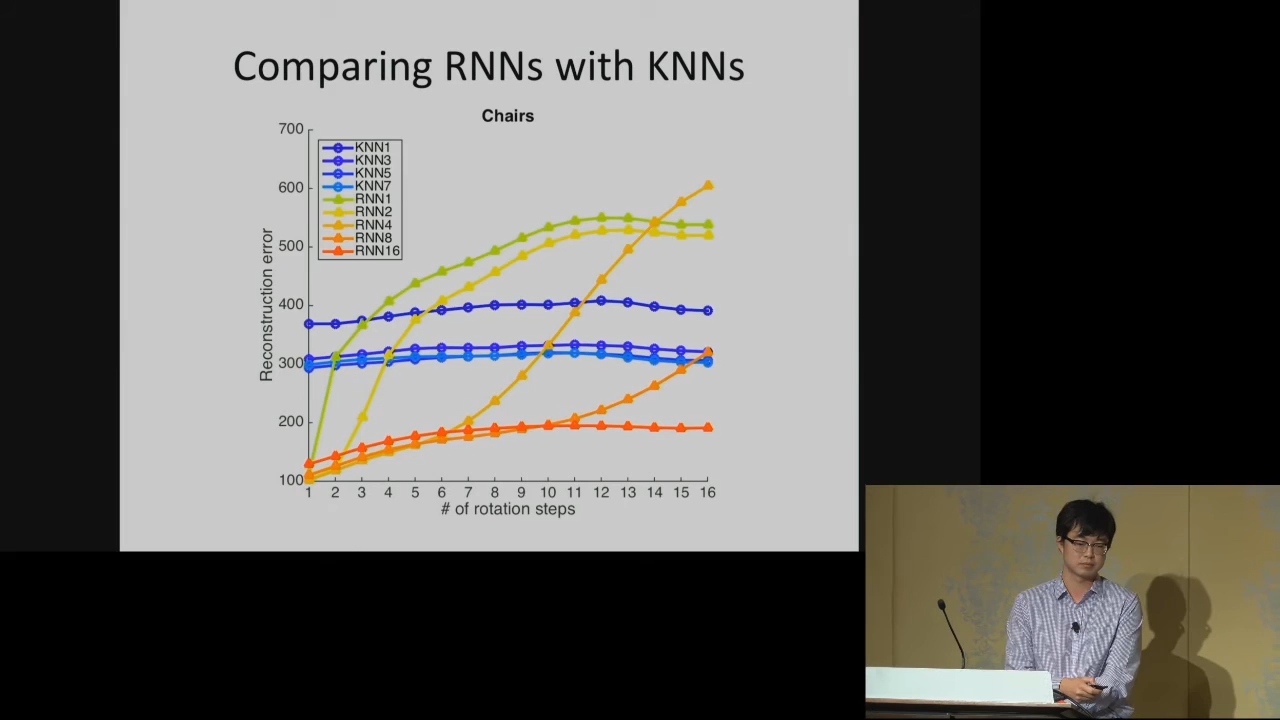 Comparing RNNs with KNNs
Chairs
700
600
500
400
300
200
100
Reconstruction error
KNN1
KNN3
KNN5
KNN7
RNN1
RNN2
RNN4
RNN8
RNN16
1 2 3 4 5 6 7 8 9 10 11 12 13 14 15 16
# of rotation steps